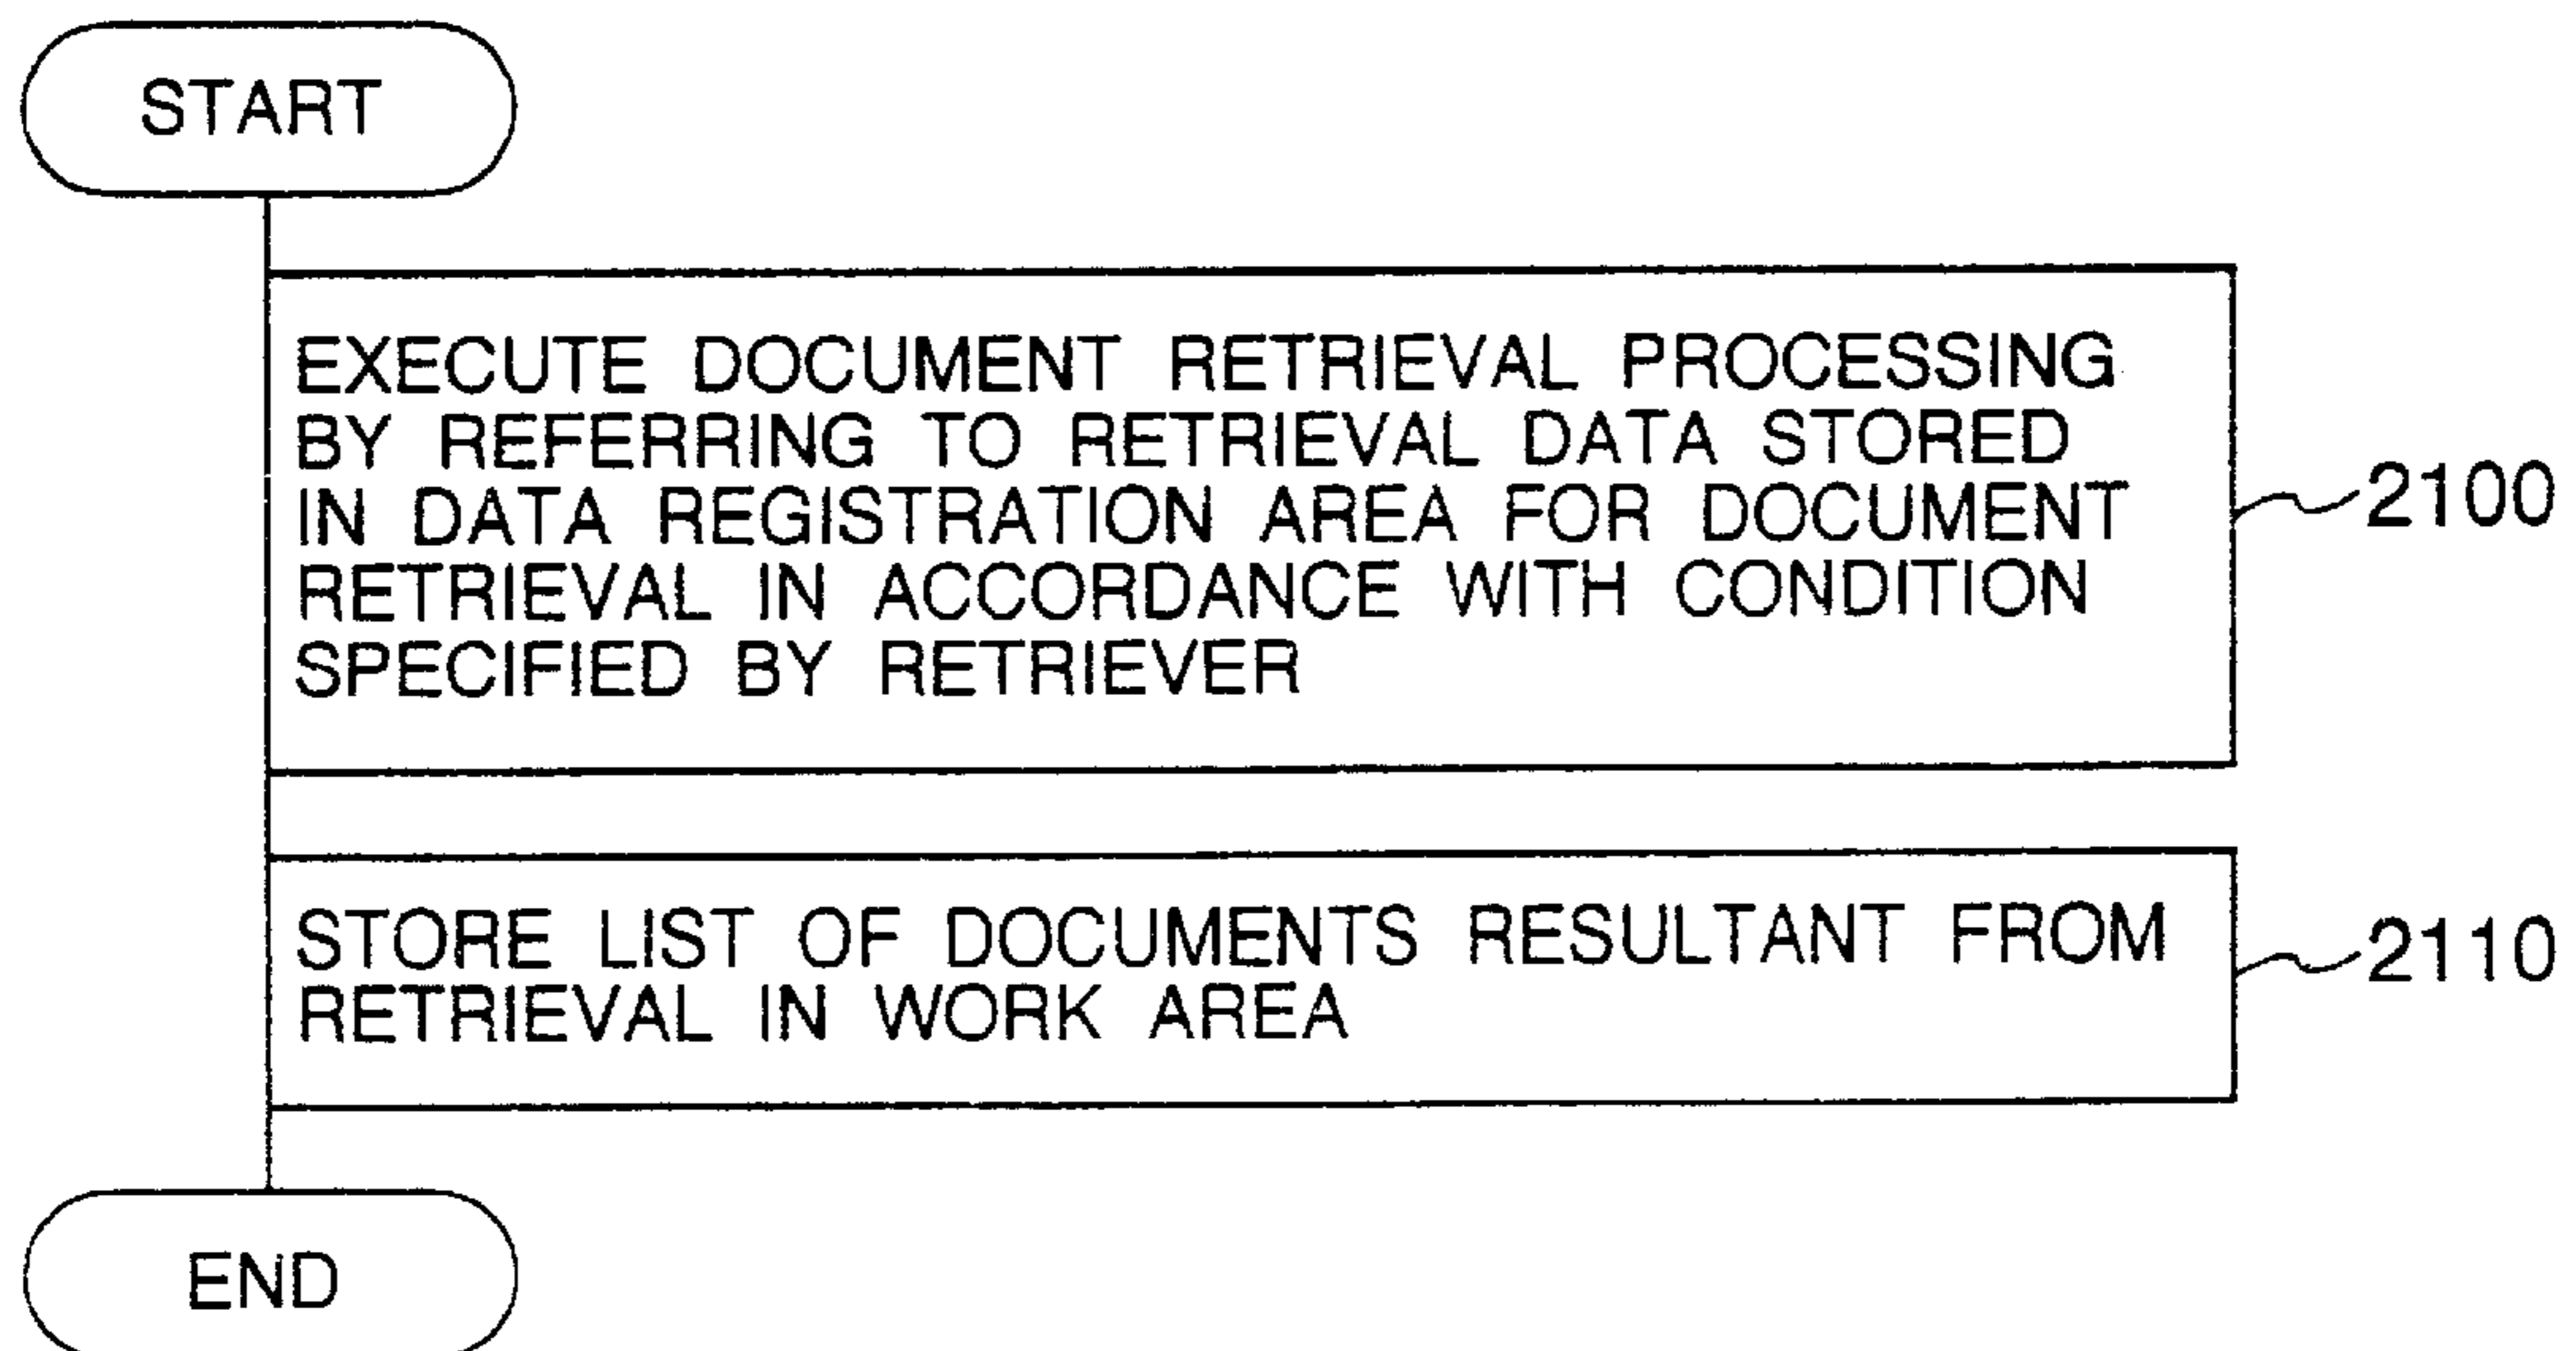 START
EXECUTE DOCUMENT RETRIEVAL PROCESSING
BY REFERRING TO RETRIEVAL DATA STORED
IN DATA REGISTRATION AREA FOR DOCUMENT
RETRIEVAL IN ACCORDANCE WITH CONDITION
SPECIFIED BY RETRIEVER
2100
STORE LIST OF DOCUMENTS RESULTANT FROM
RETRIEVAL IN WORK AREA
2110
END